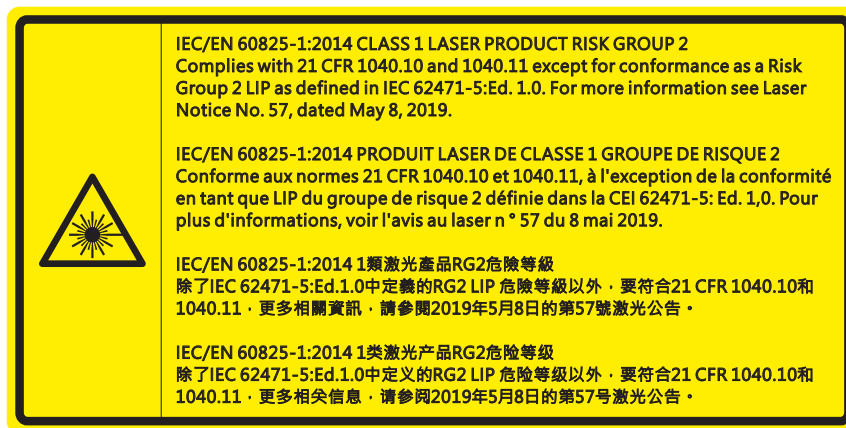 IEC/EN 60825-1:2014 CLASS 1 LASER PRODUCT RISK GROUP 2
Complies with 21 CFR 1040.10 and 1040.11 except for conformance as a Risk
Group 2 LIP as defined in IEC 62471-5:Ed. 1.0. For more information see Laser
Notice No. 57, dated May 8, 2019.
IEC/EN 60825-1:2014 PRODUIT LASER DE CLASSE 1 GROUPE DE RISQUE 2
Conforme aux normes 21 CFR 1040.10 et 1040.11, à l'exception de la conformité
en tant que LIP du groupe de risque 2 définie dans la CEI 62471-5: Ed. 1,0. Pour
plus d'informations, voir l'avis au laser n ° 57 du 8 mai 2019.
IEC/EN 60825-1:2014 1類激光產品RG2危險等級
除了IEC 62471-5:Ed.1.0中定義的RG2 LIP 危險等級以外，要符合21 CFR 1040.10和
1040.11，更多相關資訊，請參閱2019年5月8日的第57號激光公告。
IEC/EN 60825-1:2014 1类激光产品RG2危险等级
除了IEC 62471-5:Ed.1.0中定义的RG2 LIP 危险等级以外，要符合21 CFR 1040.10和
1040.11，更多相关信息，请参阅2019年5月8日的第57号激光公告。